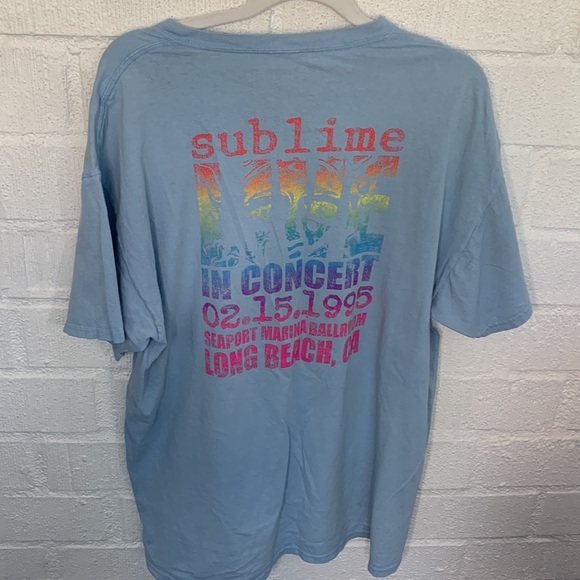 sublime
LIVE
IN CONCERT
02.15.1995
SEAPORT MARINA BALLROOM
LONG BEACH, CA